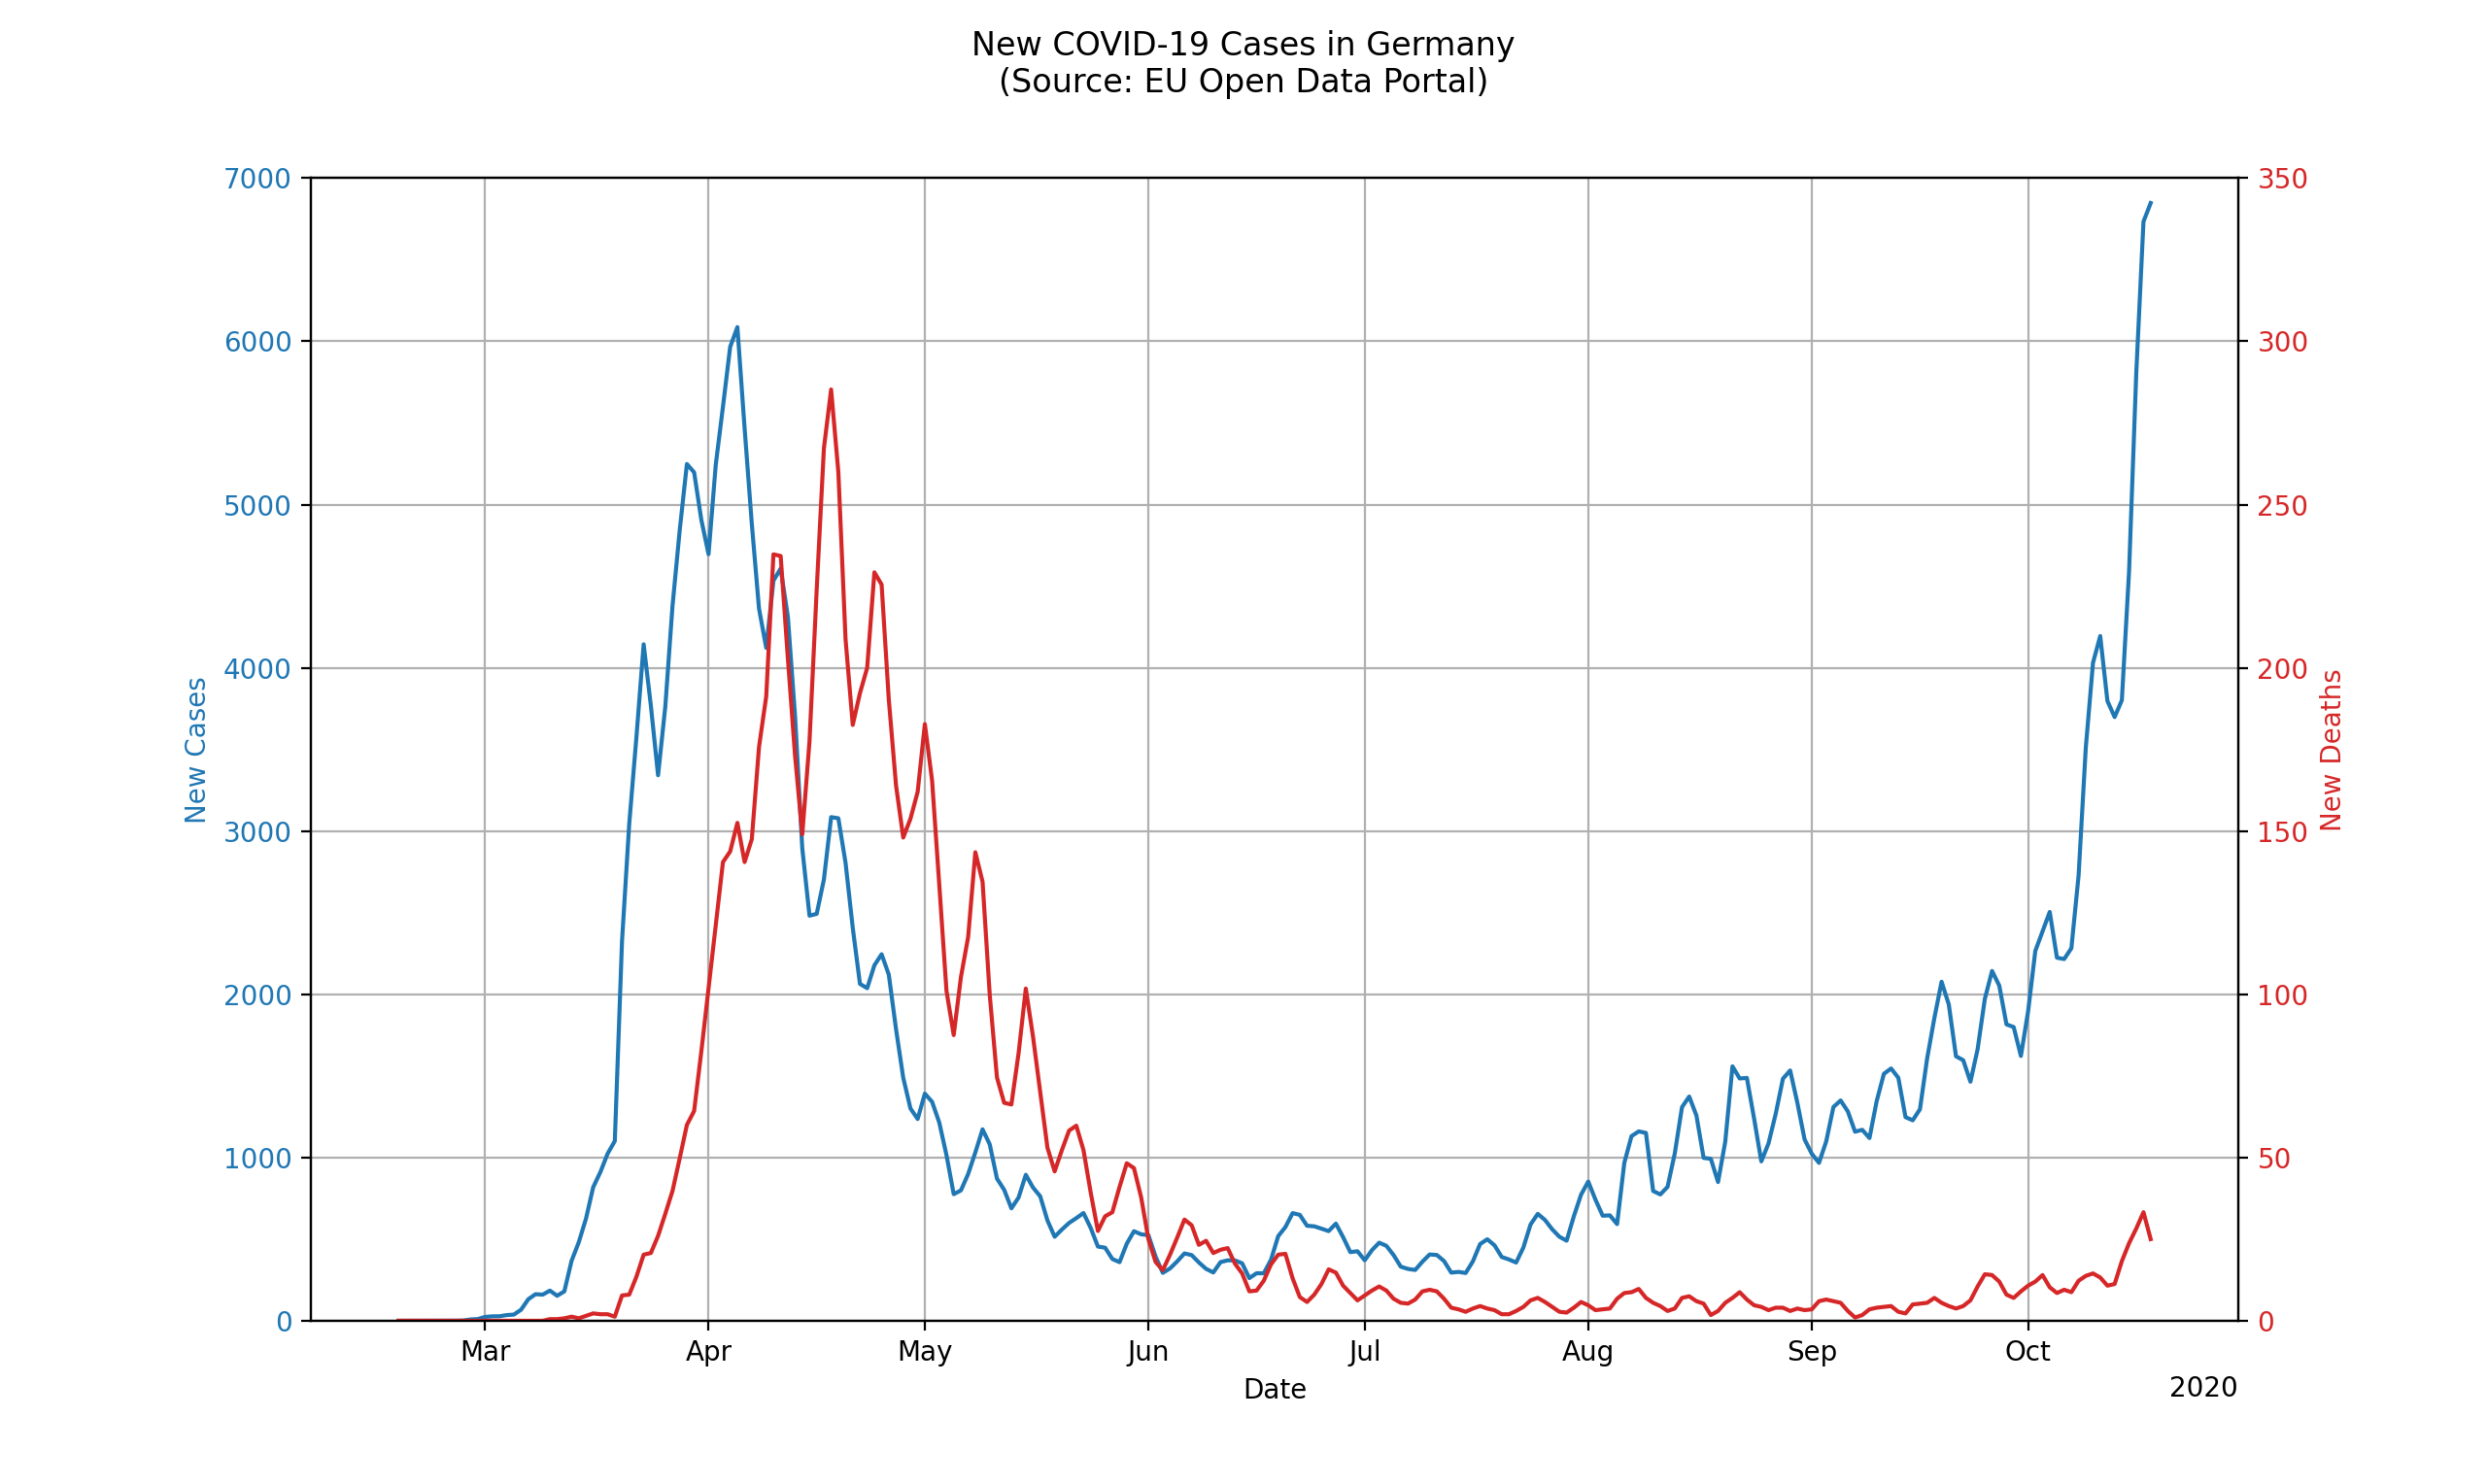 New COVID-19 Cases in Germany
(Source: EU Open Data Portal)
7000
6000
5000
4000
3000
2000
1000
0
New Cases
350
300
250
200
150
100
50
0
New Deaths
Mar Apr May Jun Jul Aug Sep Oct
Date
2020